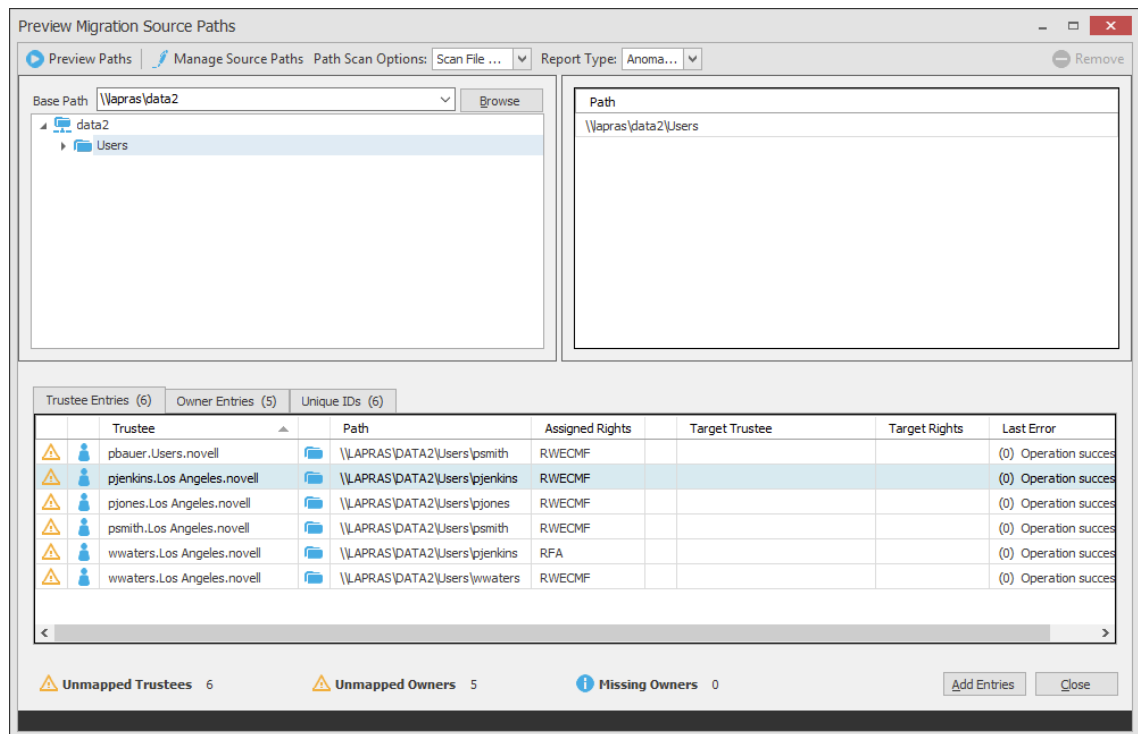 Preview Migration Source Paths
Preview Paths Manage Source Paths Path Scan Options: Scan File ... Report Type: Anoma... Remove
Base Path \\lapras\data2 Browse
data2
Users
Path
\\lapras\data2\Users
Trustee Entries (6) Owner Entries (5) Unique IDs (6)
Trustee Path Assigned Rights Target Trustee Target Rights Last Error
pbauer.Users.novell \\LAPRAS\DATA2\Users\psmith RWECMF (0) Operation succes
pjenkins.Los Angeles.novell \\LAPRAS\DATA2\Users\pjenkins RWECMF (0) Operation succes
pjones.Los Angeles.novell \\LAPRAS\DATA2\Users\pjones RWECMF (0) Operation succes
psmith.Los Angeles.novell \\LAPRAS\DATA2\Users\psmith RWECMF (0) Operation succes
wwaters.Los Angeles.novell \\LAPRAS\DATA2\Users\pjenkins RFA (0) Operation succes
wwaters.Los Angeles.novell \\LAPRAS\DATA2\Users\wwaters RWECMF (0) Operation succes
Unmapped Trustees 6 Unmapped Owners 5 Missing Owners 0 Add Entries Close